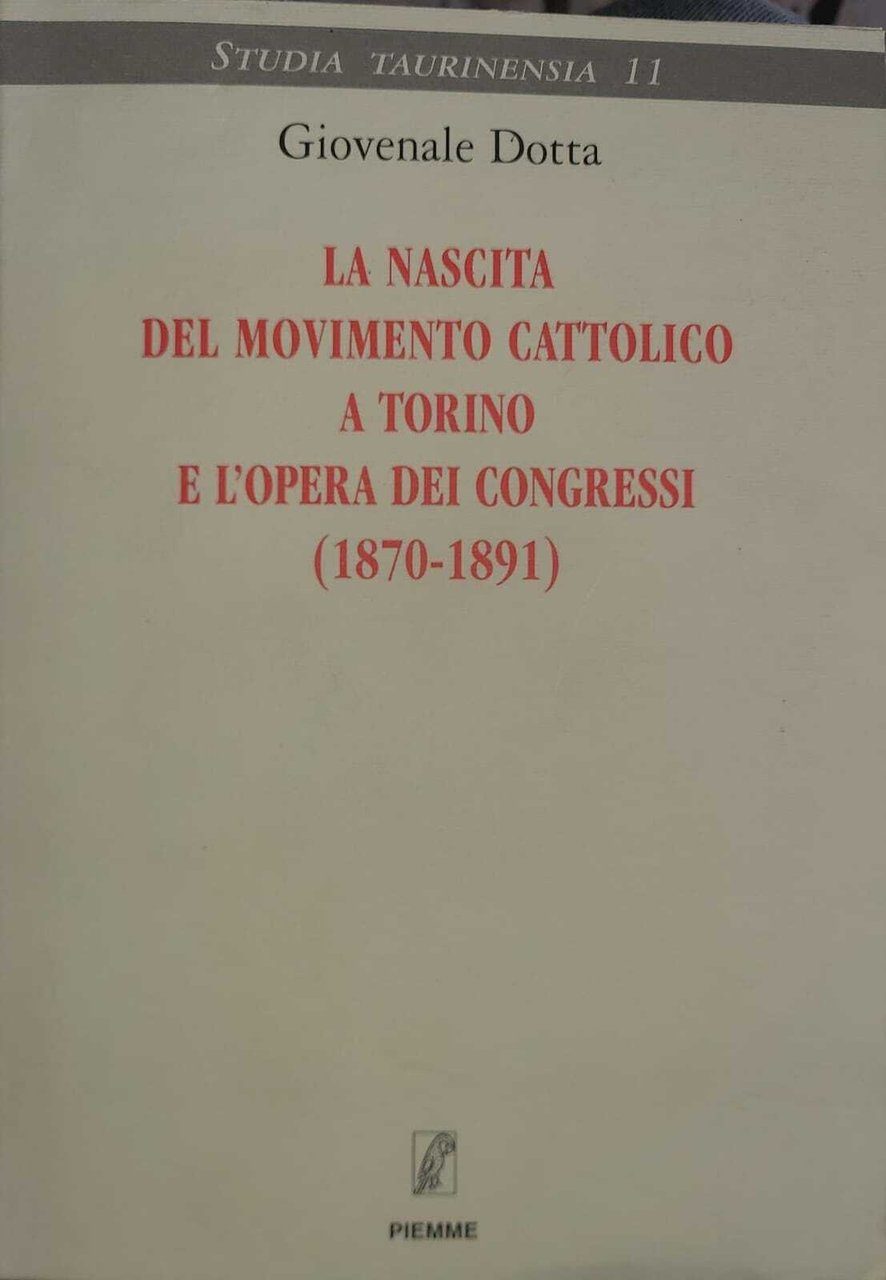 STUDIA TAURINENSIA 11
Giovenale Dotta
LA NASCITA
DEL MOVIMENTO CATTOLICO
A TORINO
E L'OPERA DEI CONGRESSI
(1870-1891)
PIEMME